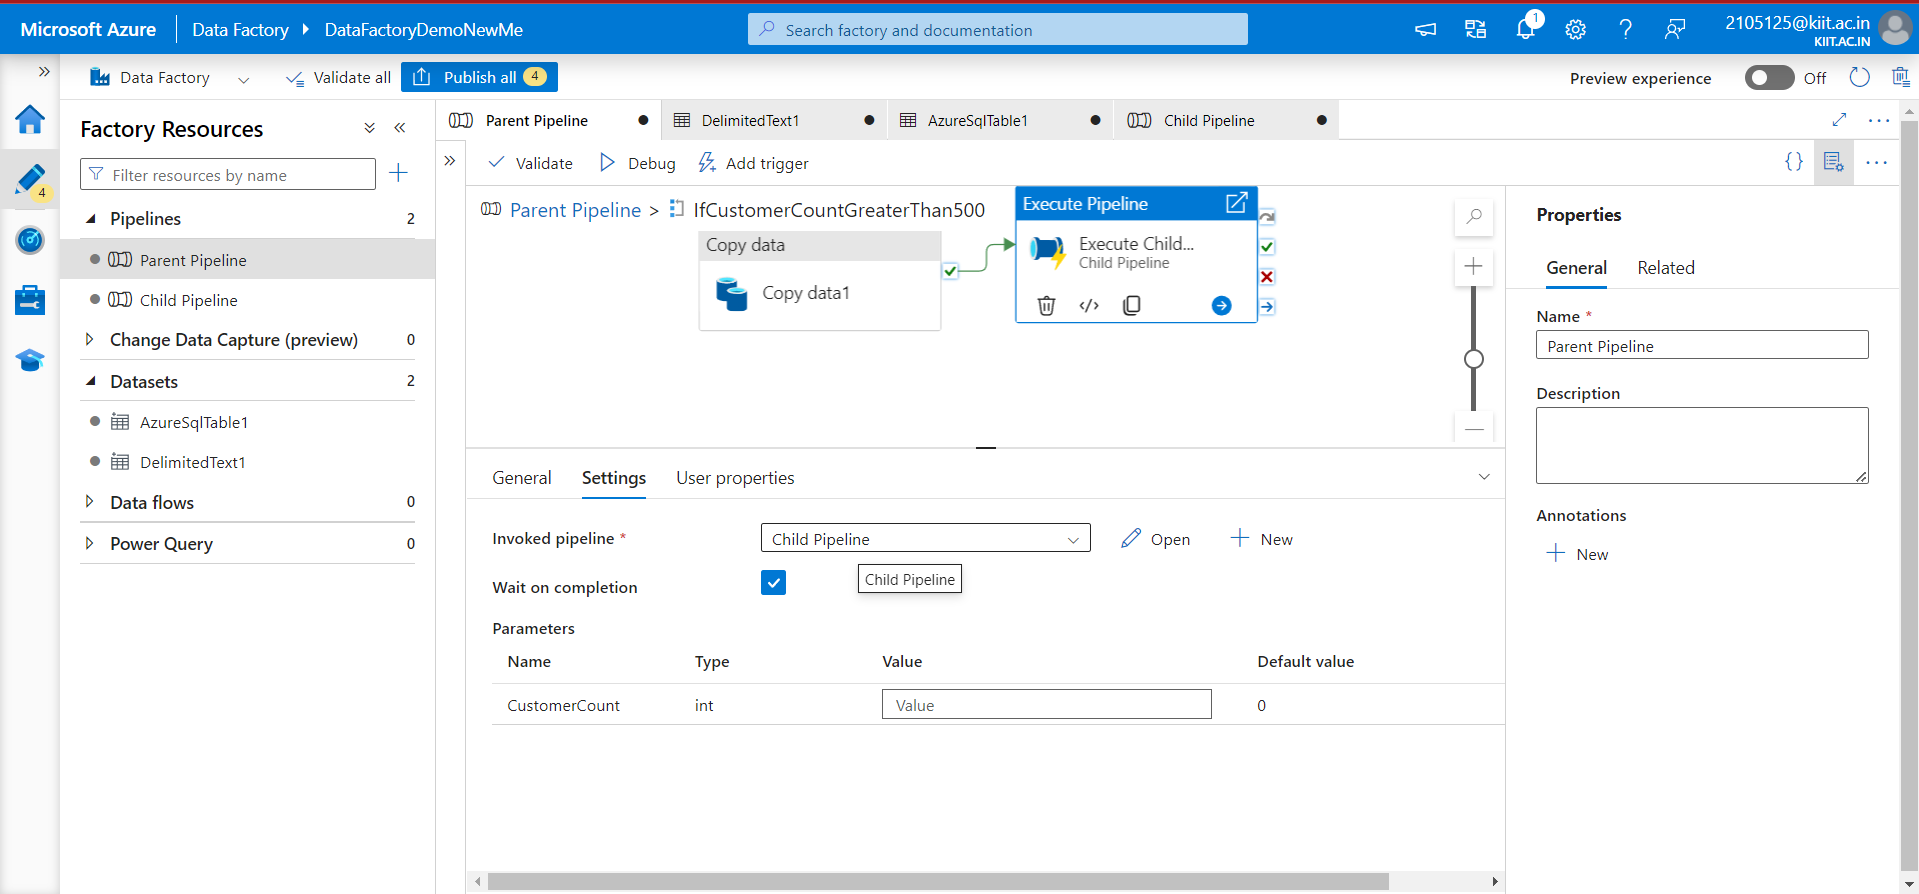 Microsoft Azure
Data Factory
DataFactoryDemoNewMe
Search factory and documentation
1
2105125@kiit.ac.in
KIIT.AC.IN
Data Factory
Validate all
Publish all
4
Preview experience
Off
4
Factory Resources
Filter resources by name
Pipelines
2
Parent Pipeline
Child Pipeline
Change Data Capture (preview)
0
Datasets
2
AzureSqlTable1
DelimitedText1
Data flows
0
Power Query
0
Parent Pipeline
DelimitedText1
AzureSqlTable1
Child Pipeline
Validate
Debug
Add trigger
{}
Parent Pipeline > IfCustomerCountGreaterThan500
Copy data
Copy data1
Execute Pipeline
Execute Child...
Child Pipeline
General
Settings
User properties
Invoked pipeline *
Child Pipeline
Open
New
Wait on completion
Child Pipeline
Parameters
Name
Type
Value
Default value
CustomerCount
int
Value
0
Properties
General
Related
Name *
Parent Pipeline
Description
Annotations
New